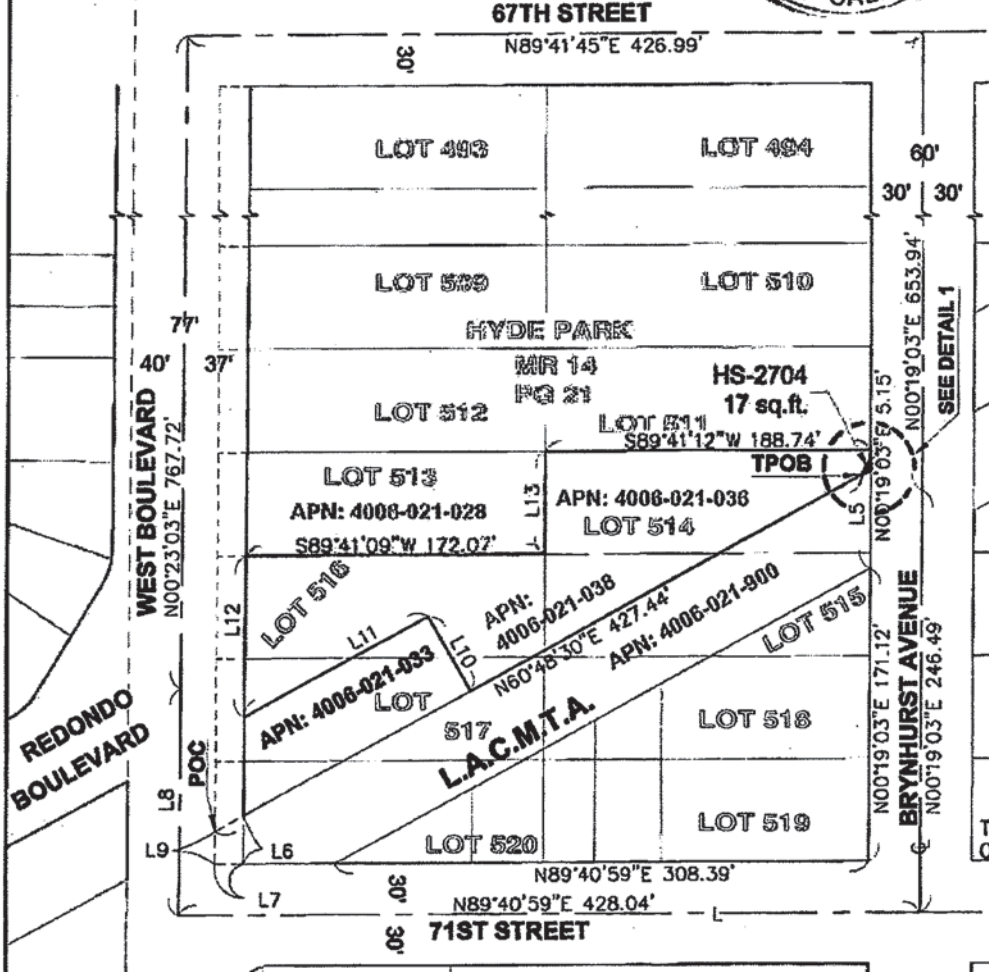 67TH STREET
N89°41'45"E 426.99'
30'
LOT 493
LOT 494
60'
30'
30'
LOT 509
LOT 510
77'
40'
37'
HYDE PARK
MR 14
PG 21
HS-2704
17 sq.ft.
LOT 512
LOT 511
S89°41'12"W 188.74'
TPOB
N00°19'03"E 5.15'
N00°19'03"E 653.94'
SEE DETAIL 1
WEST BOULEVARD
N00°23'03"E 767.72'
LOT 513
APN: 4006-021-028
L13
APN: 4006-021-036
LOT 514
L5
S89°41'09"W 172.07'
LOT 516
L12
L11
L10
APN:
4006-021-038
N60°48'30"E 427.44'
APN: 4006-021-900
LOT 515
APN: 4006-021-033
LOT
517
L.A.C.M.T.A.
LOT 518
N00°19'03"E 171.12'
BRYNHURST AVENUE
N00°19'03"E 246.49'
REDONDO
BOULEVARD
POC
L8
L9
L6
L7
LOT 520
LOT 519
N89°40'59"E 308.39'
30'
N89°40'59"E 428.04'
L
71ST STREET
30'